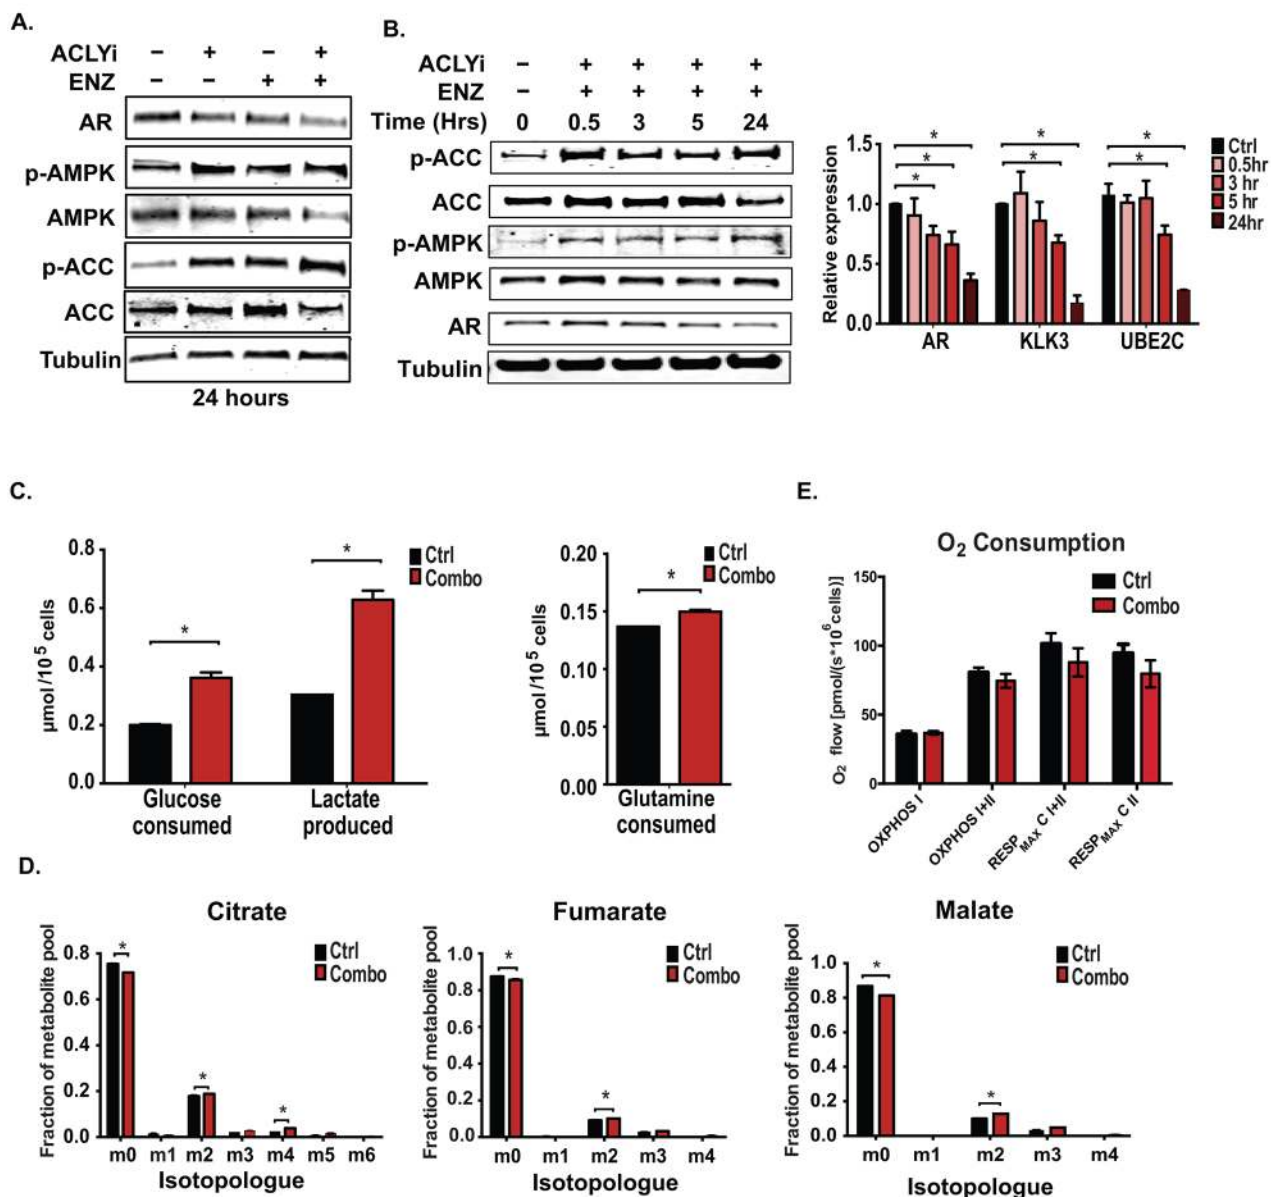 A.
ACLYi − + − +
ENZ − − + +
AR
p-AMPK
AMPK
p-ACC
ACC
Tubulin
24 hours
B.
ACLYi − + + + +
ENZ − + + + +
Time (Hrs) 0 0.5 3 5 24
p-ACC
ACC
p-AMPK
AMPK
AR
Tubulin
Relative expression
1.5
1.0
0.5
0.0
* * * * * * *
AR KLK3 UBE2C
Ctrl
0.5hr
3 hr
5 hr
24hr
C.
µmol/10⁵ cells
0.8
0.6
0.4
0.2
0.0
* *
Ctrl
Combo
Glucose consumed
Lactate produced
µmol/10⁵ cells
0.20
0.15
0.10
0.05
0.00
*
Ctrl
Combo
Glutamine consumed
E.
O₂ Consumption
O₂ flow [pmol/(s*10⁶cells)]
150
100
50
0
Ctrl
Combo
OXPHOS I
OXPHOS I+II
RESP MAX C I+II
RESP MAX C II
D.
Citrate
Fraction of metabolite pool
0.8
0.6
0.4
0.2
0.0
* * *
Ctrl
Combo
m0 m1 m2 m3 m4 m5 m6
Isotopologue
Fumarate
Fraction of metabolite pool
1.0
0.8
0.6
0.4
0.2
0.0
* *
Ctrl
Combo
m0 m1 m2 m3 m4
Isotopologue
Malate
Fraction of metabolite pool
1.0
0.8
0.6
0.4
0.2
0.0
* *
Ctrl
Combo
m0 m1 m2 m3 m4
Isotopologue